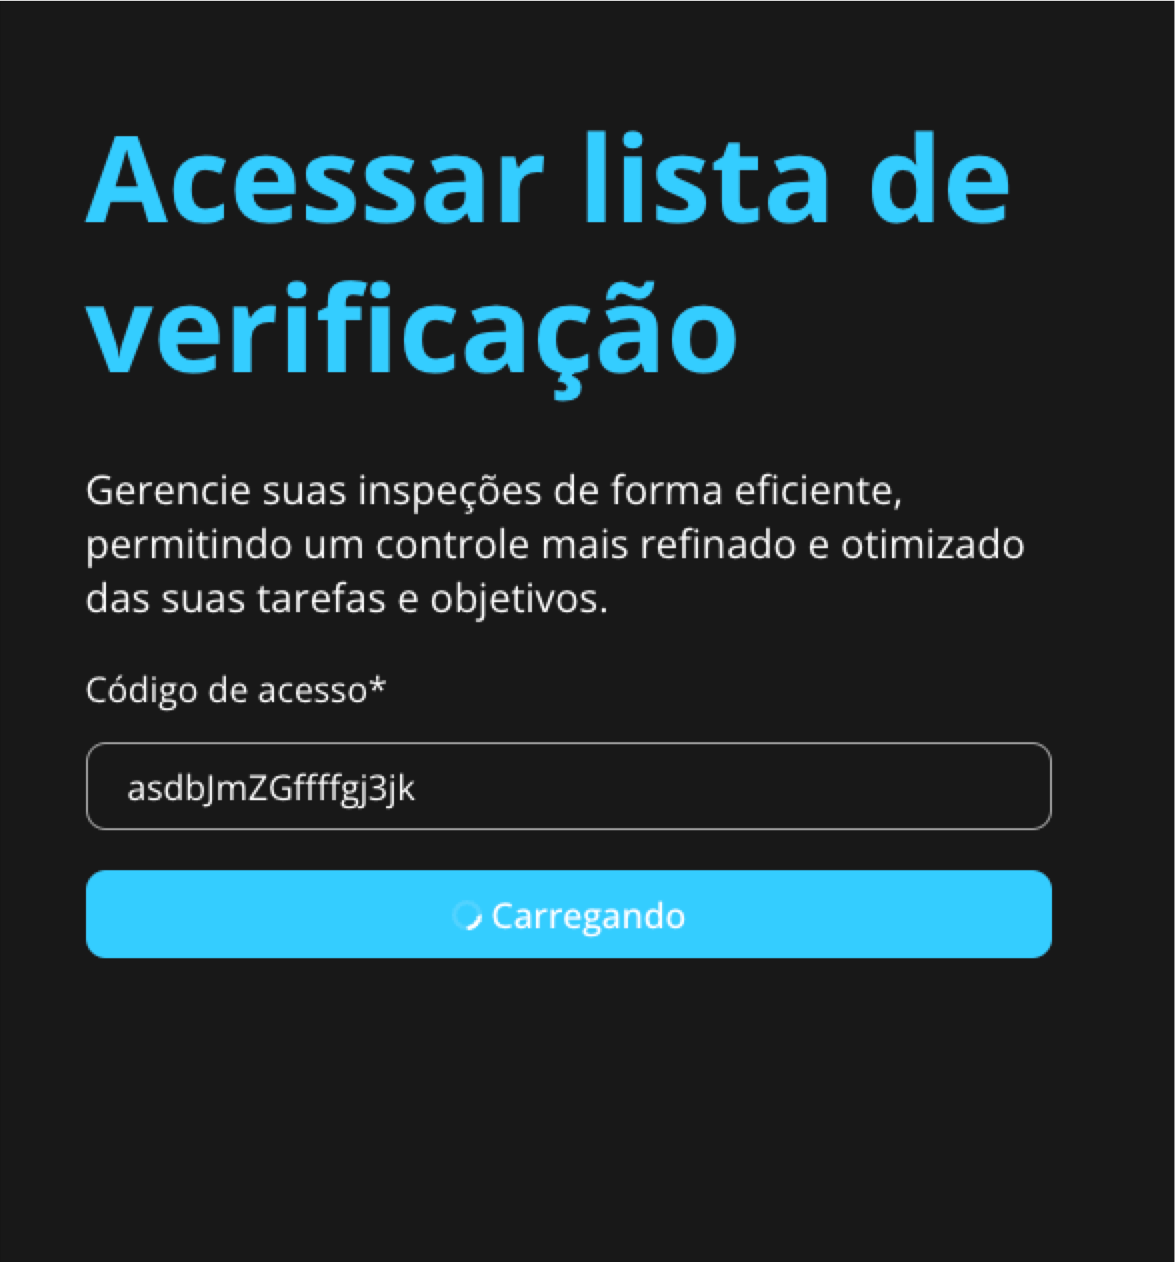 Acessar lista de
verificação
Gerencie suas inspeções de forma eficiente,
permitindo um controle mais refinado e otimizado
das suas tarefas e objetivos.
Código de acesso*
asdbJmZGffffgj3jk
Carregando